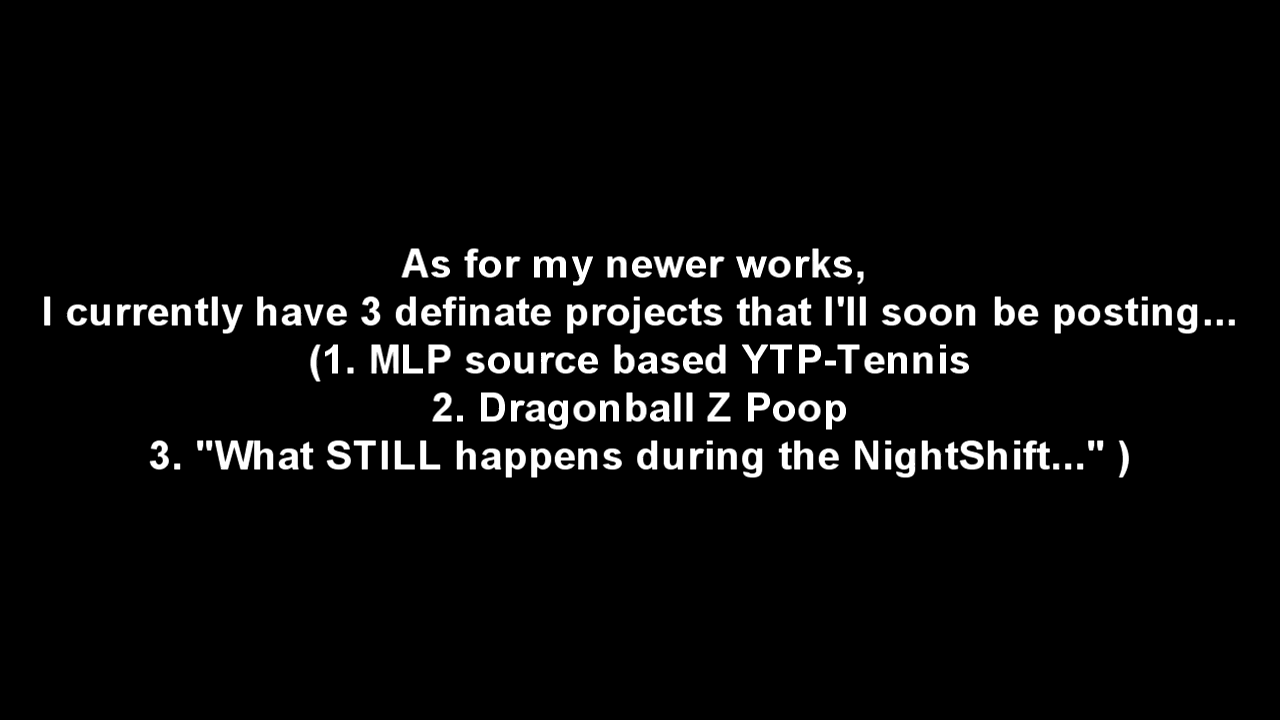 As for my newer works,
I currently have 3 definate projects that I'll soon be posting...
(1. MLP source based YTP-Tennis
2. Dragonball Z Poop
3. "What STILL happens during the NightShift..." )